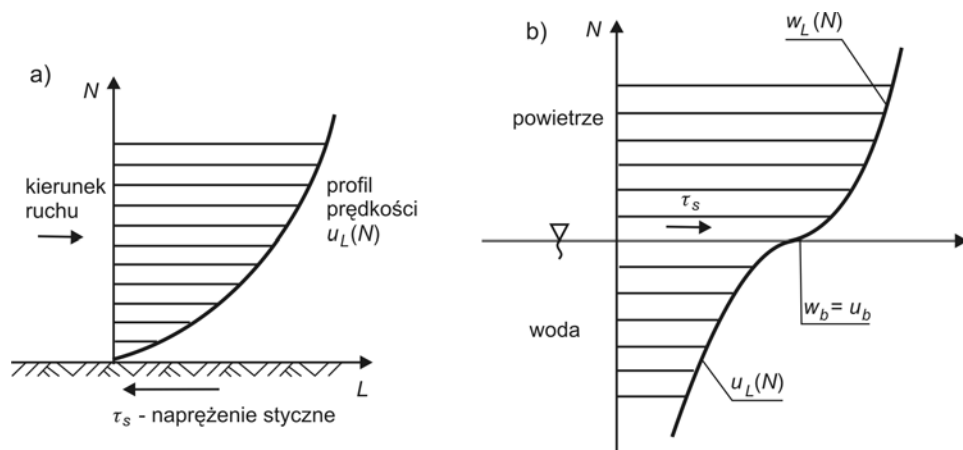 a)
N
kierunek
ruchu
profil
prędkości
u_L(N)
L
τ_s - naprężenie styczne
b)
N
w_L(N)
powietrze
τ_s
w_b = u_b
woda
u_L(N)